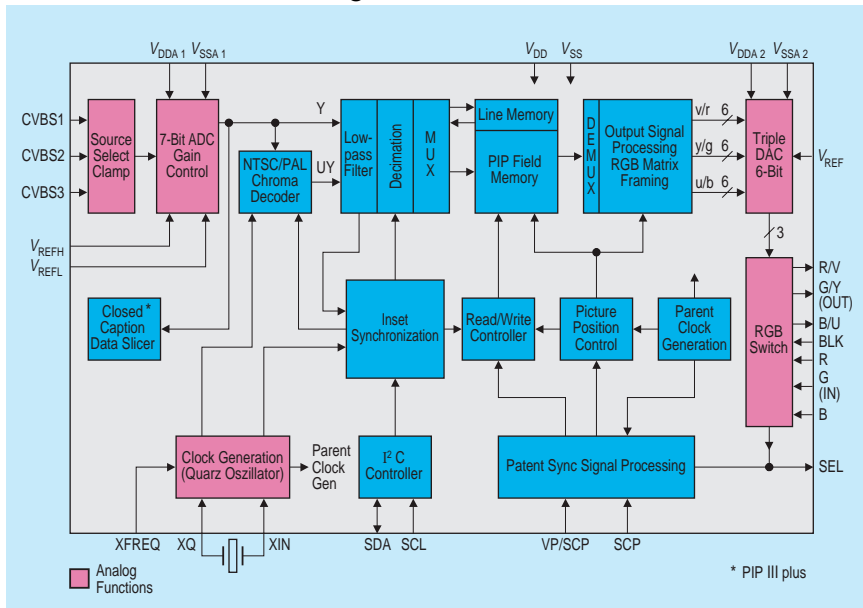 VDDA 1 VSSA 1 VDD VSS VDDA 2 VSSA 2
CVBS1
CVBS2
CVBS3
Source
Select
Clamp
7-Bit ADC
Gain
Control
Y
NTSC/PAL
Chroma
Decoder
UY
Low-
pass
Filter
Decimation
MUX
Line Memory
PIP Field
Memory
DEMUX
Output Signal
Processing
RGB Matrix
Framing
v/r 6
y/g 6
u/b 6
Triple
DAC
6-Bit
VREF
3
VREFH
VREFL
Closed *
Caption
Data Slicer
Inset
Synchronization
Read/Write
Controller
Picture
Position
Control
Parent
Clock
Generation
RGB
Switch
R/V
G/Y
(OUT)
B/U
BLK
R
G
(IN)
B
Clock Generation
(Quarz Oszillator)
Parent
Clock
Gen
I2 C
Controller
Patent Sync Signal Processing
SEL
XFREQ XQ XIN SDA SCL VP/SCP SCP
Analog
Functions
* PIP III plus